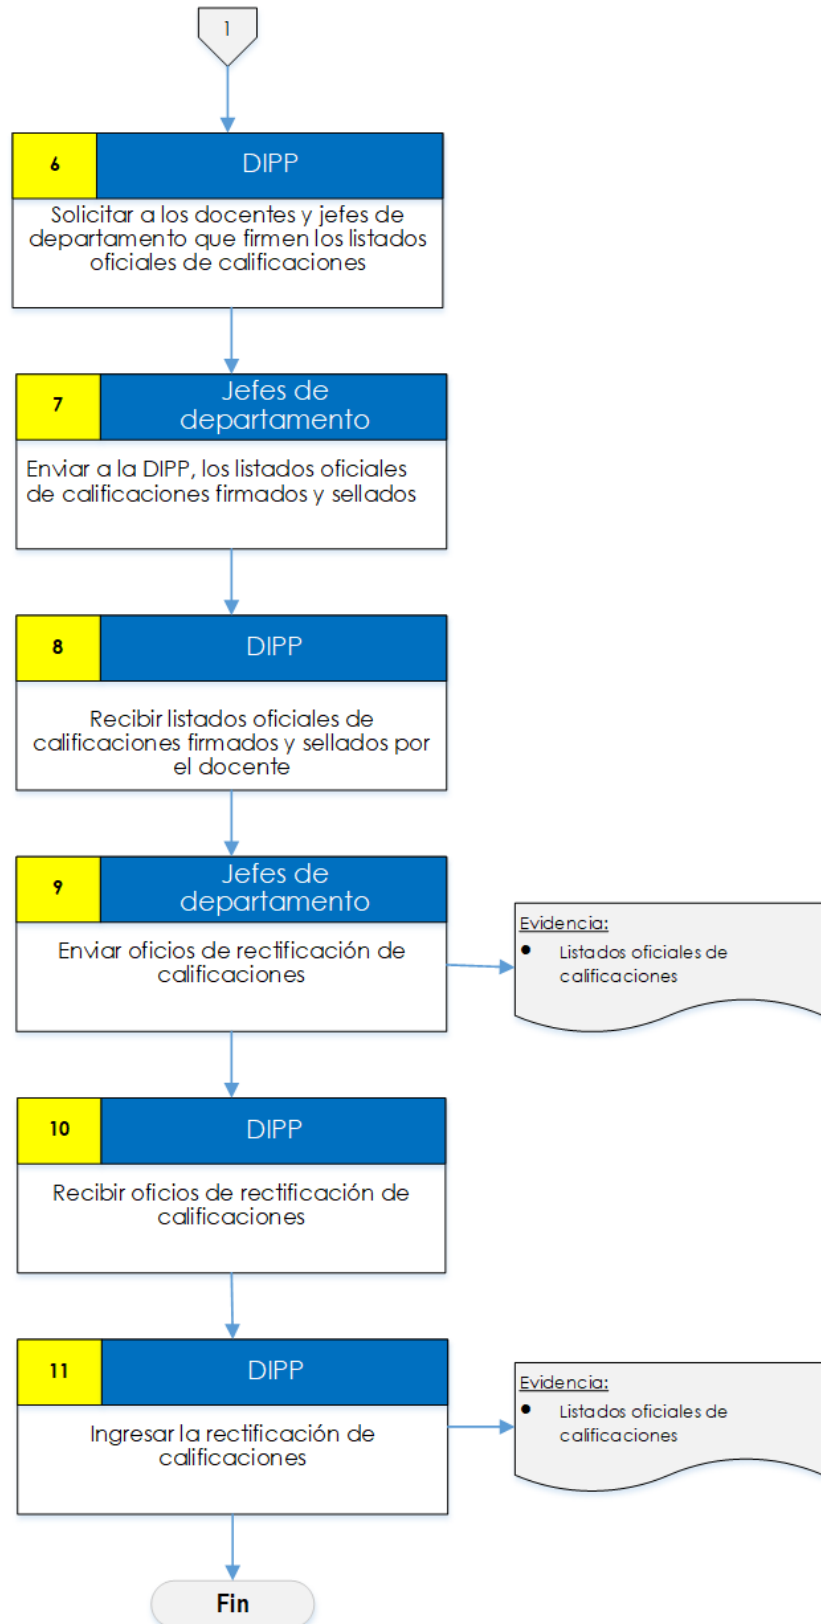 1
6
DIPP
Solicitar a los docentes y jefes de
departamento que firmen los listados
oficiales de calificaciones
7
Jefes de
departamento
Enviar a la DIPP, los listados oficiales
de calificaciones firmados y sellados
8
DIPP
Recibir listados oficiales de
calificaciones firmados y sellados por
el docente
9
Jefes de
departamento
Enviar oficios de rectificación de
calificaciones
Evidencia:
● Listados oficiales de
calificaciones
10
DIPP
Recibir oficios de rectificación de
calificaciones
11
DIPP
Ingresar la rectificación de
calificaciones
Evidencia:
● Listados oficiales de
calificaciones
Fin